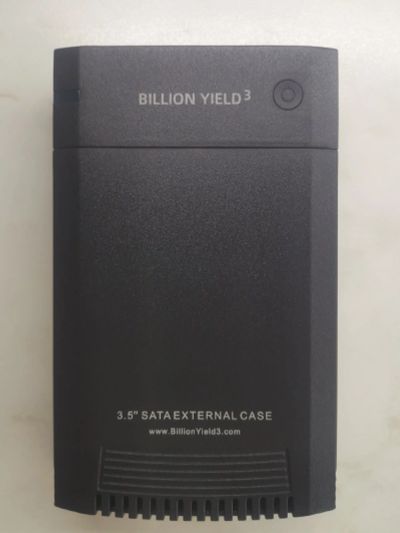 BILLION YIELD³
3.5" SATA EXTERNAL CASE
www.BillionYield3.com